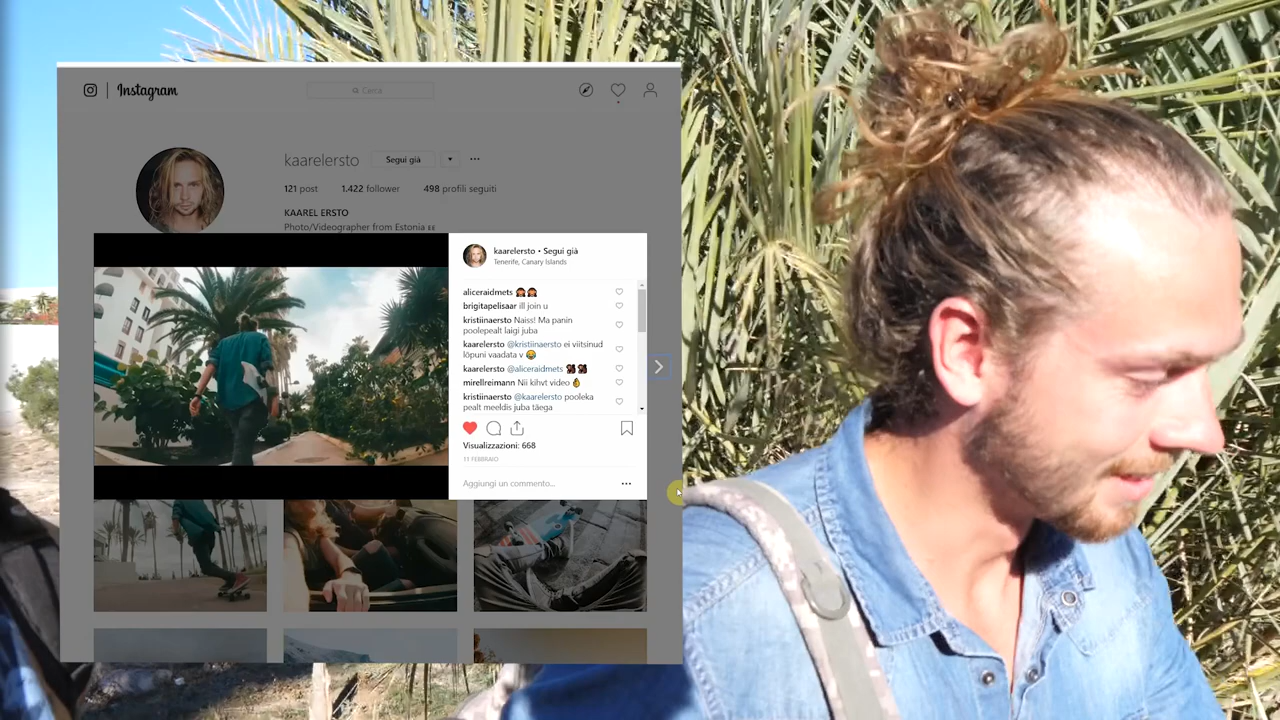 Instagram
Cerca
kaarelersto Segui già
121 post 1.422 follower 498 profili seguiti
KAAREL ERSTO
Photo/Videographer from Estonia
kaarelersto • Segui già
Tenerife, Canary Islands
aliceraidmets
brigitapelisaar ill join u
kristiinaersto Naiss! Ma panin
poolepealt laigi juba
kaarelersto @kristiinaersto ei viitsinud
lõpuni vaadata v
kaarelersto @aliceraidmets
mirellreimann Nii kihvt video
kristiinaersto @kaarelersto pooleka
pealt meeldis juba täega
Visualizzazioni: 668
11 FEBBRAIO
Aggiungi un commento...